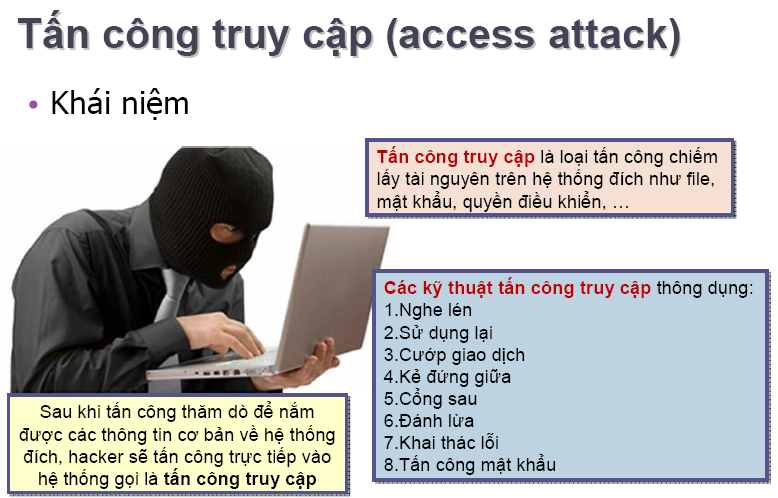 Tấn công truy cập (access attack)
• Khái niệm
Tấn công truy cập là loại tấn công chiếm
lấy tài nguyên trên hệ thống đích như file,
mật khẩu, quyền điều khiển, …
Các kỹ thuật tấn công truy cập thông dụng:
1.Nghe lén
2.Sử dụng lại
3.Cướp giao dịch
4.Kẻ đứng giữa
5.Cổng sau
6.Đánh lừa
7.Khai thác lỗi
8.Tấn công mật khẩu
Sau khi tấn công thăm dò để nắm
được các thông tin cơ bản về hệ thống
đích, hacker sẽ tấn công trực tiếp vào
hệ thống gọi là tấn công truy cập